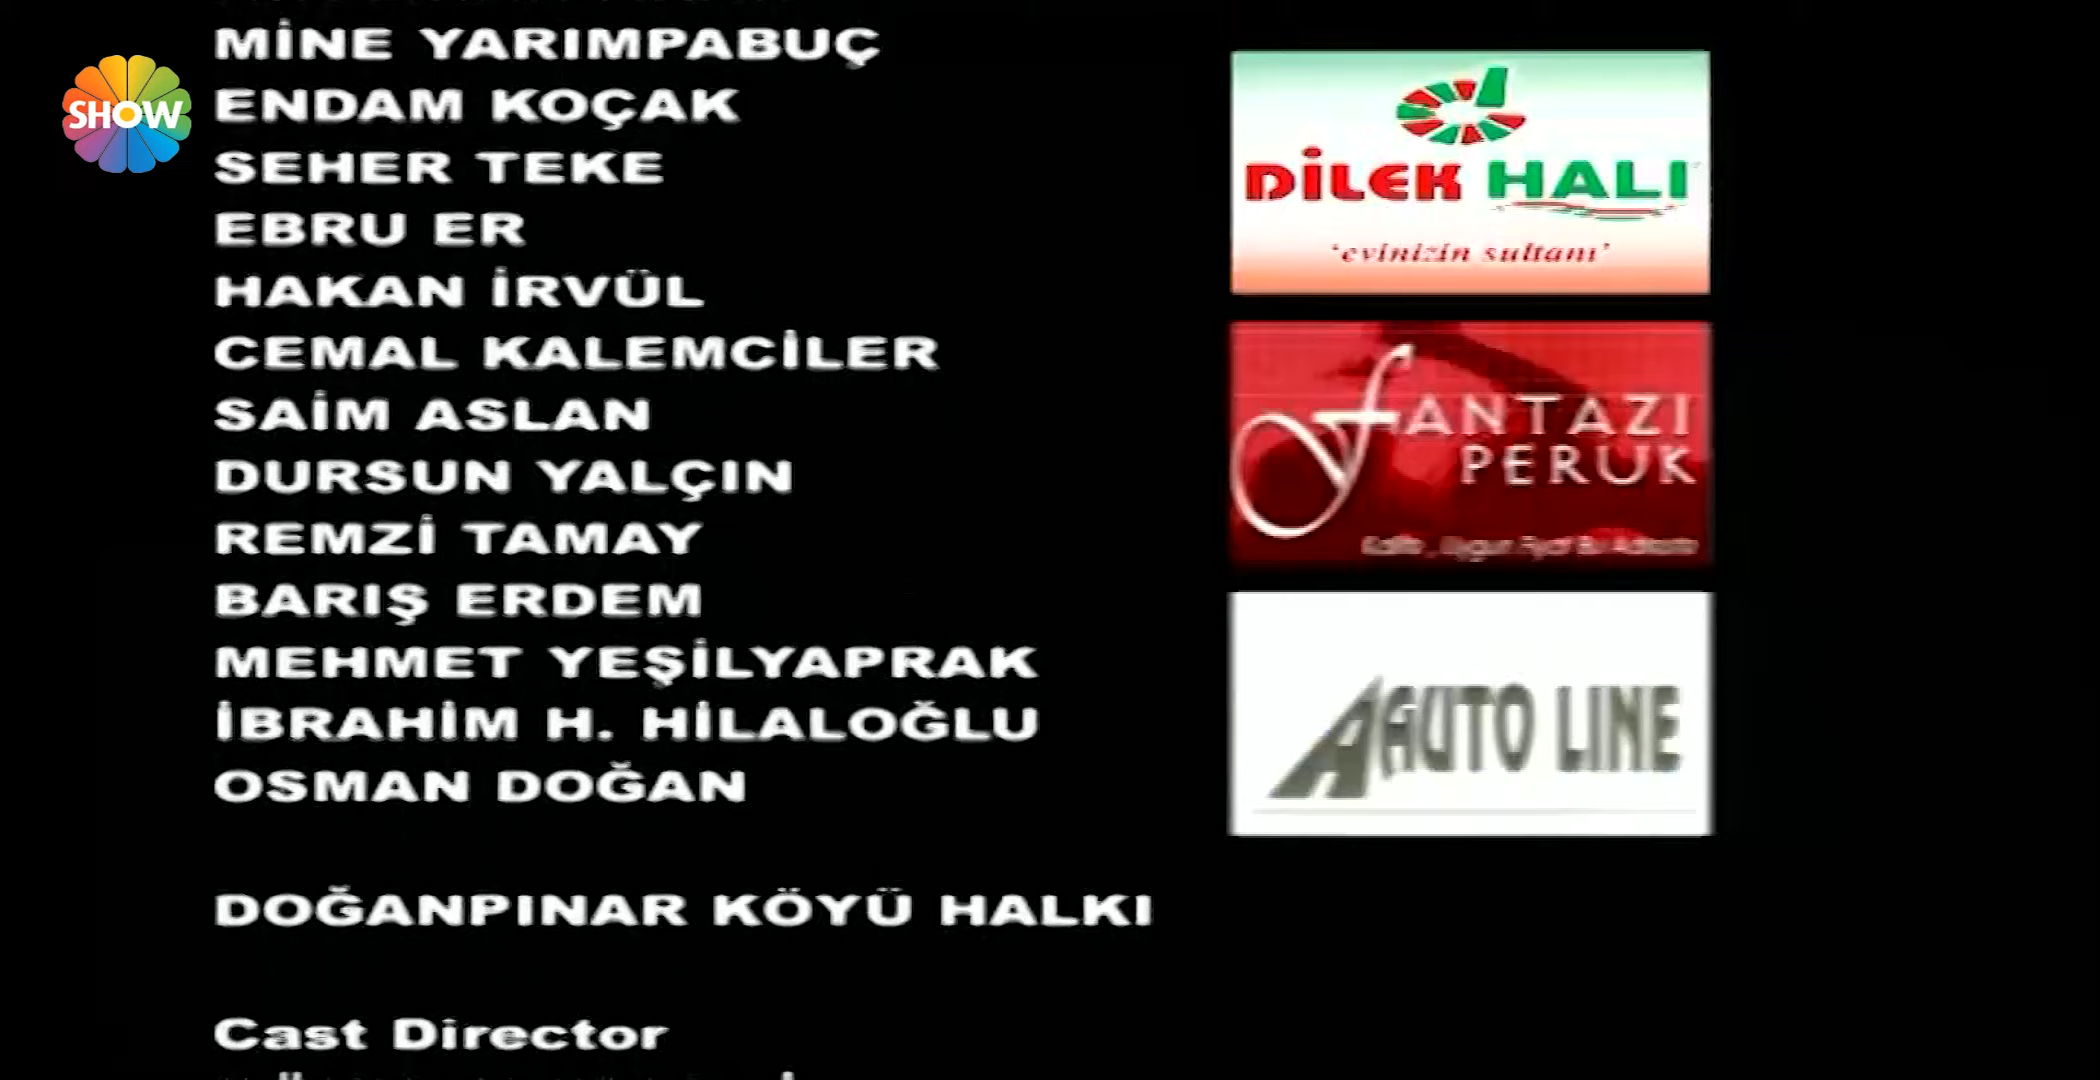 MİNE YARIMPABUÇ
ENDAM KOÇAK
SEHER TEKE
EBRU ER
HAKAN İRVÜL
CEMAL KALEMCİLER
SAİM ASLAN
DURSUN YALÇIN
REMZİ TAMAY
BARIŞ ERDEM
MEHMET YEŞİLYAPRAK
İBRAHİM H. HİLALOĞLU
OSMAN DOĞAN
DOĞANPINAR KÖYÜ HALKI
Cast Director
SHOW
DİLEK HALI
‘evinizin sultanı’
FANTAZI
PERUK
AUTO LINE